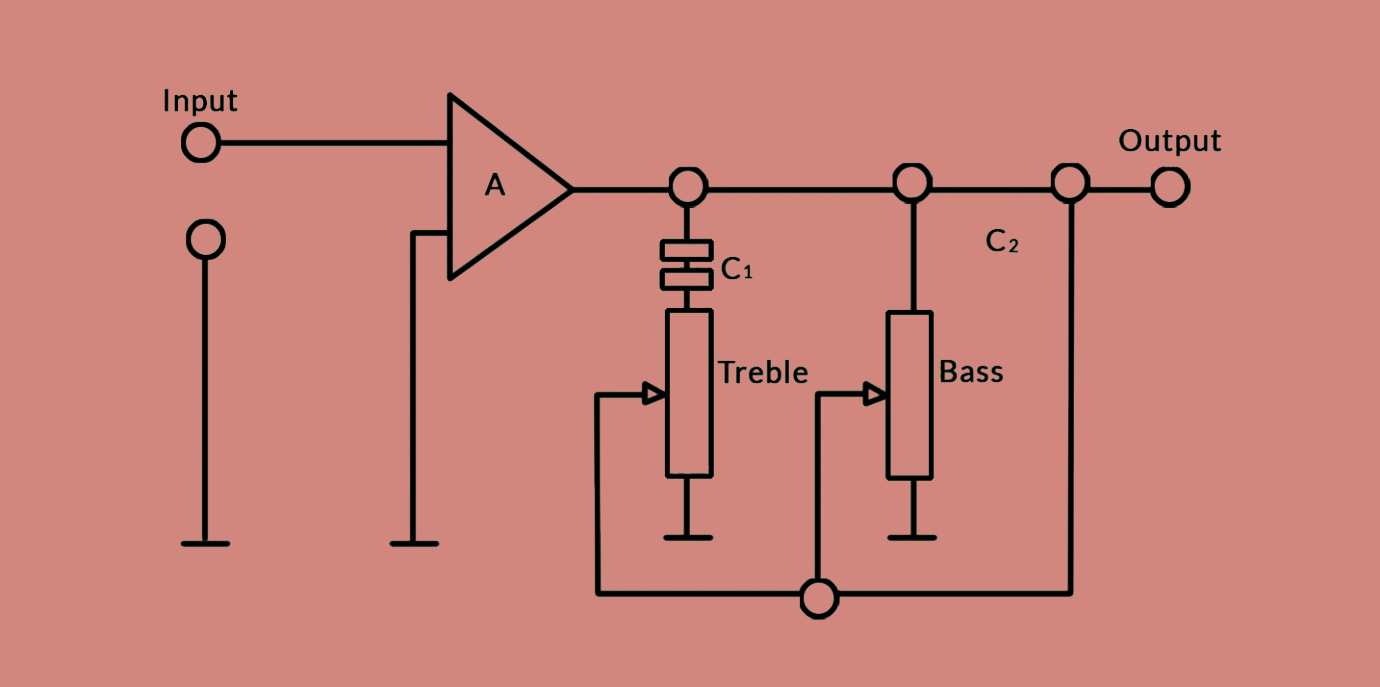 Input
Output
A
C₂
C₁
Treble
Bass